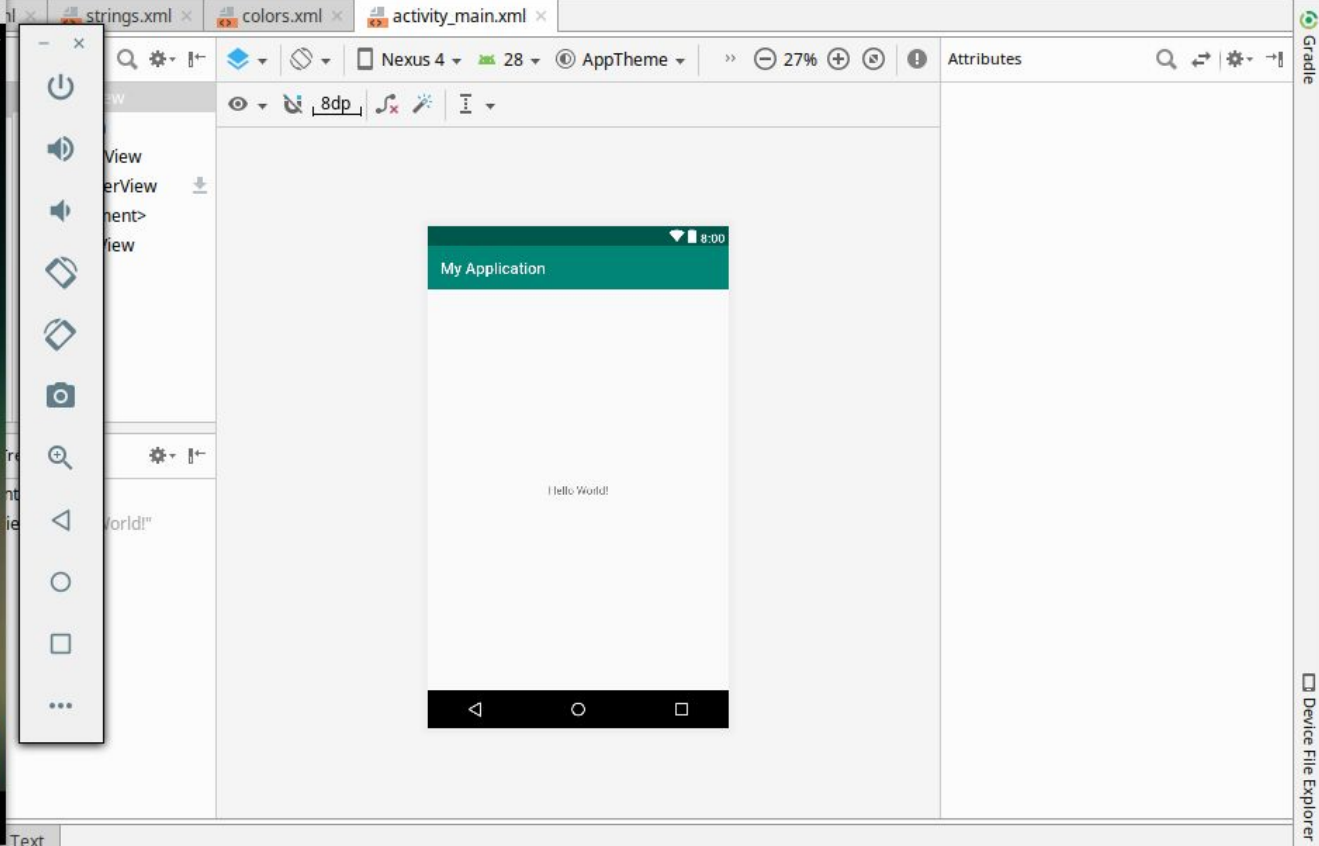 strings.xml
colors.xml
activity_main.xml
Nexus 4
28
AppTheme
27%
Attributes
8dp
View
erView
nent>
View
8:00
My Application
Hello World!
World!"
Text
Gradle
Device File Explorer